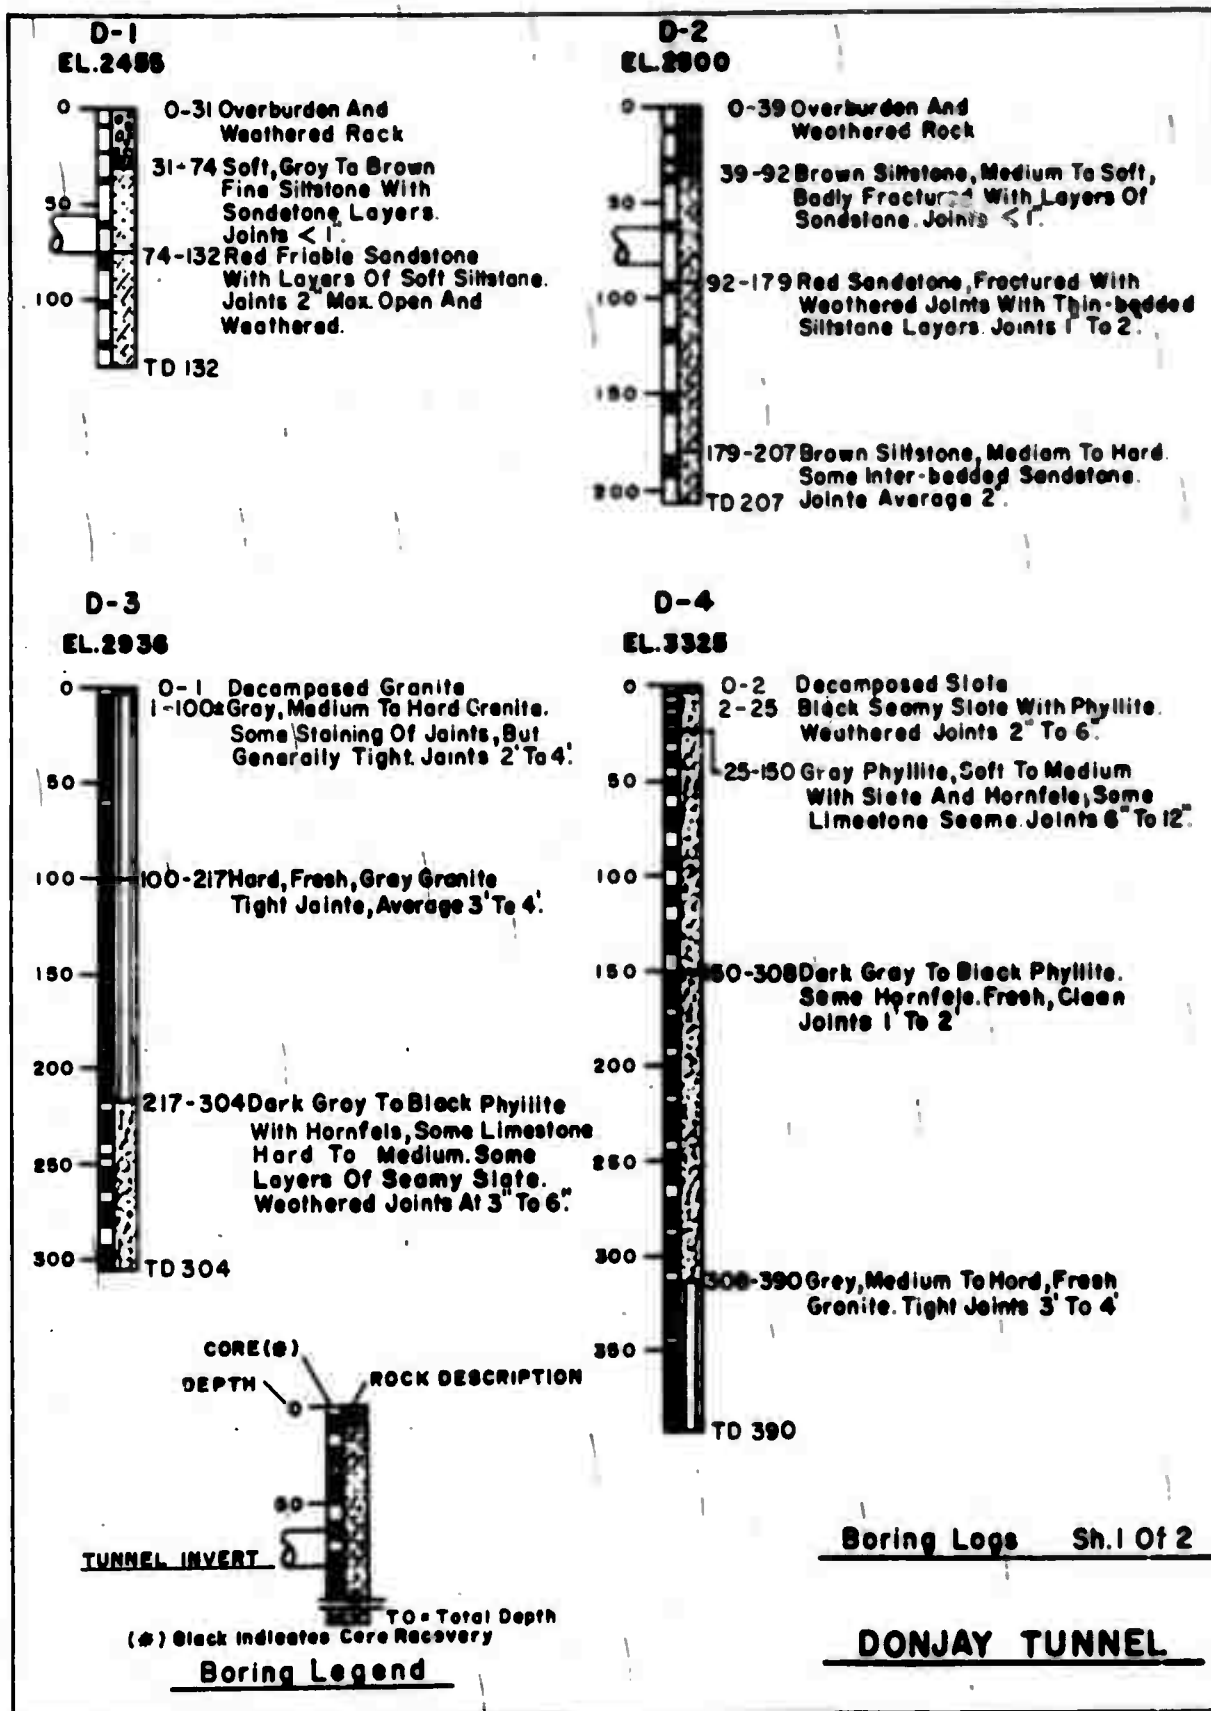 D-1
EL.2455
0
0-31 Overburden And
Weathered Rock
31-74 Soft, Gray To Brown
Fine Siltstone With
Sandstone Layers.
Joints < 1".
50
74-132 Red Friable Sandstone
With Layers Of Soft Siltstone.
Joints 2" Max. Open And
Weathered.
100
TD 132
D-2
EL.2500
0
0-39 Overburden And
Weathered Rock
39-92 Brown Siltstone, Medium To Soft,
Badly Fractured With Layers Of
Sandstone. Joints < 1".
50
92-179 Red Sandstone, Fractured With
Weathered Joints With Thin-bedded
Siltstone Layers. Joints 1" To 2".
100
150
179-207 Brown Siltstone, Medium To Hard.
Some Inter-bedded Sandstone.
Joints Average 2'.
200
TD 207
D-3
EL.2936
0
0-1 Decomposed Granite
1-100± Gray, Medium To Hard Granite.
Some Staining Of Joints, But
Generally Tight. Joints 2' To 4'.
50
100
100-217 Hard, Fresh, Gray Granite
Tight Joints, Average 3' To 4'.
150
200
217-304 Dark Gray To Black Phyllite
With Hornfels, Some Limestone
Hard To Medium. Some
Layers Of Seamy Slate.
Weathered Joints At 3" To 6".
250
300
TD 304
D-4
EL.3325
0
0-2 Decomposed Slate
2-25 Black Seamy Slate With Phyllite.
Weathered Joints 2" To 6".
25-150 Gray Phyllite, Soft To Medium
With Slate And Hornfels, Some
Limestone Seams. Joints 6" To 12".
50
100
150
150-308 Dark Gray To Black Phyllite.
Some Hornfels. Fresh, Clean
Joints 1' To 2'
200
250
300
308-390 Grey, Medium To Hard, Fresh
Granite. Tight Joints 3' To 4'
350
TD 390
CORE(#)
DEPTH
ROCK DESCRIPTION
0
50
TUNNEL INVERT
TD = Total Depth
(#) Black Indicates Core Recovery
Boring Legend
Boring Logs Sh.1 Of 2
DONJAY TUNNEL